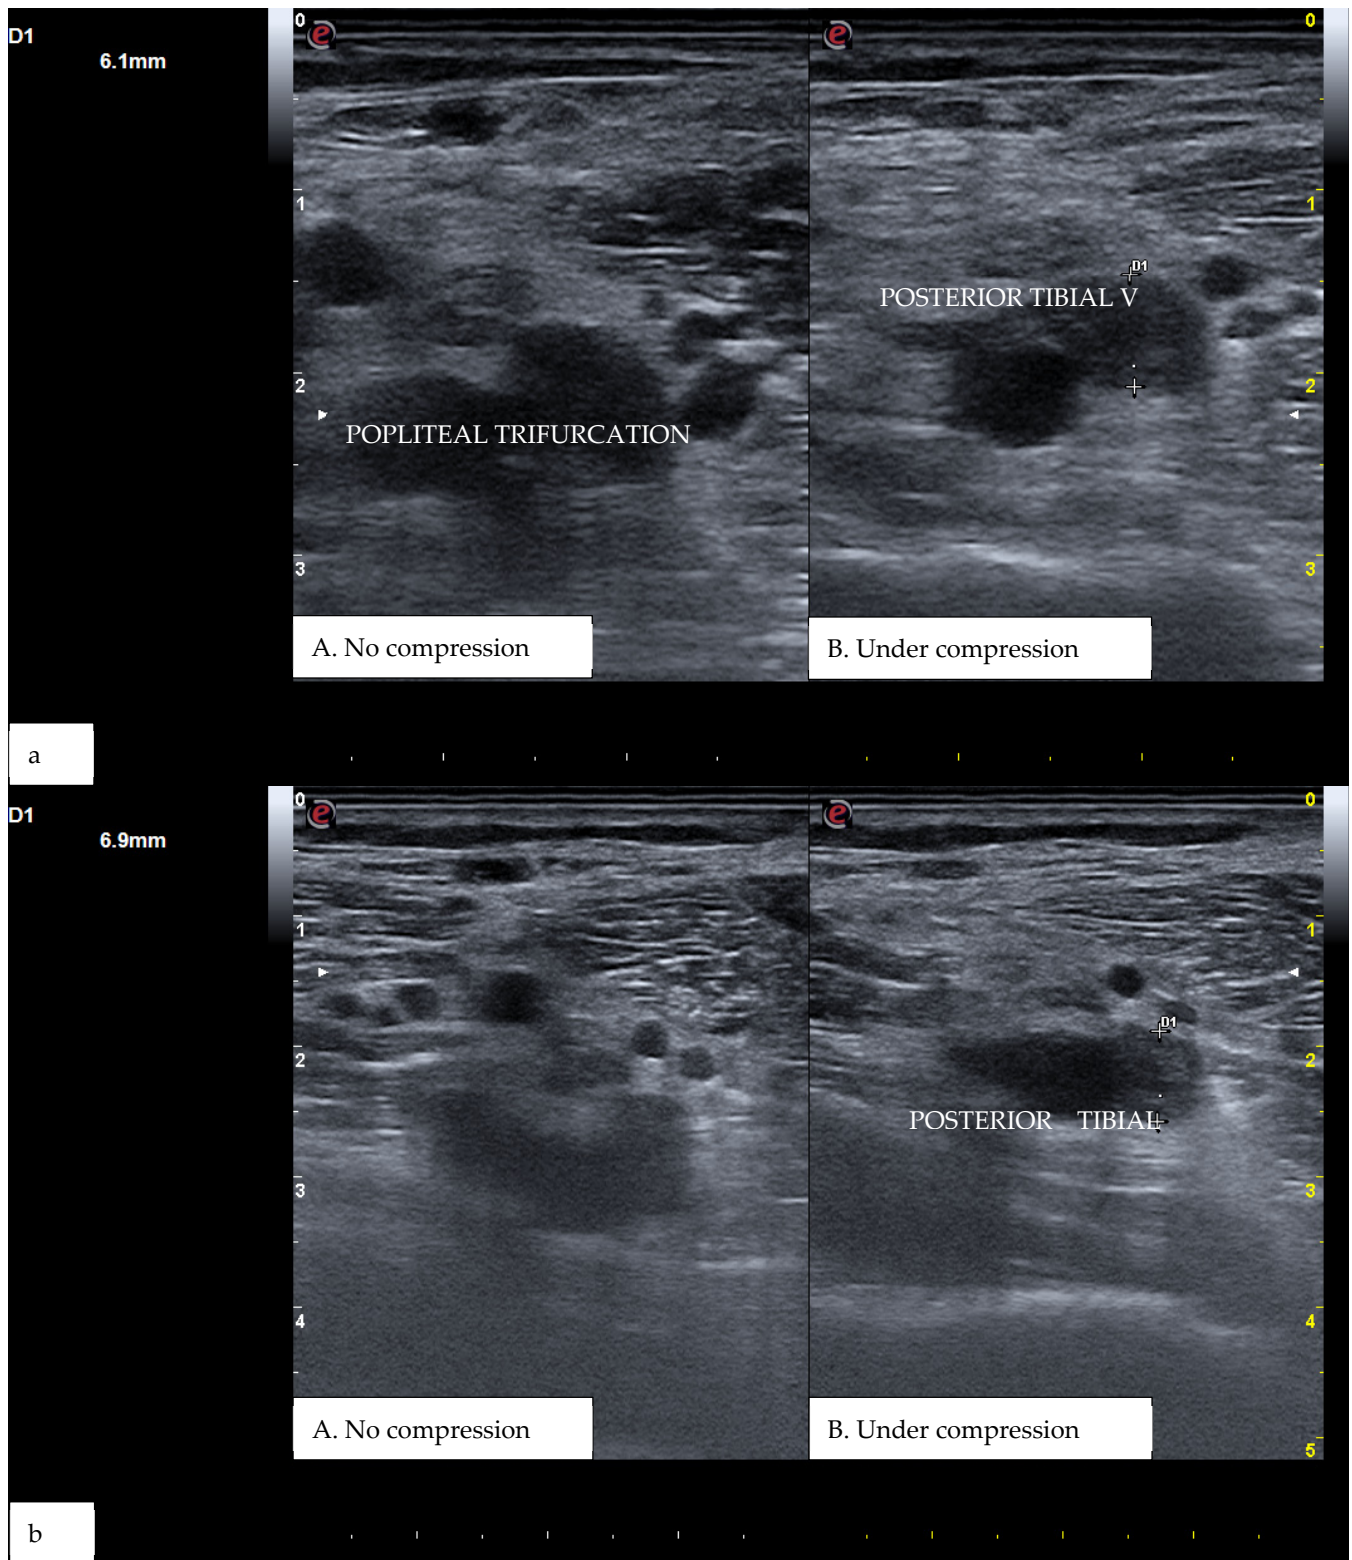 D1
6.1mm
0
0
D1
1
1
POSTERIOR TIBIAL V
2
2
POPLITEAL TRIFURCATION
3
3
A. No compression
B. Under compression
a
D1
6.9mm
0
0
1
1
D1
2
2
POSTERIOR TIBIAL
3
3
4
4
A. No compression
B. Under compression
5
b